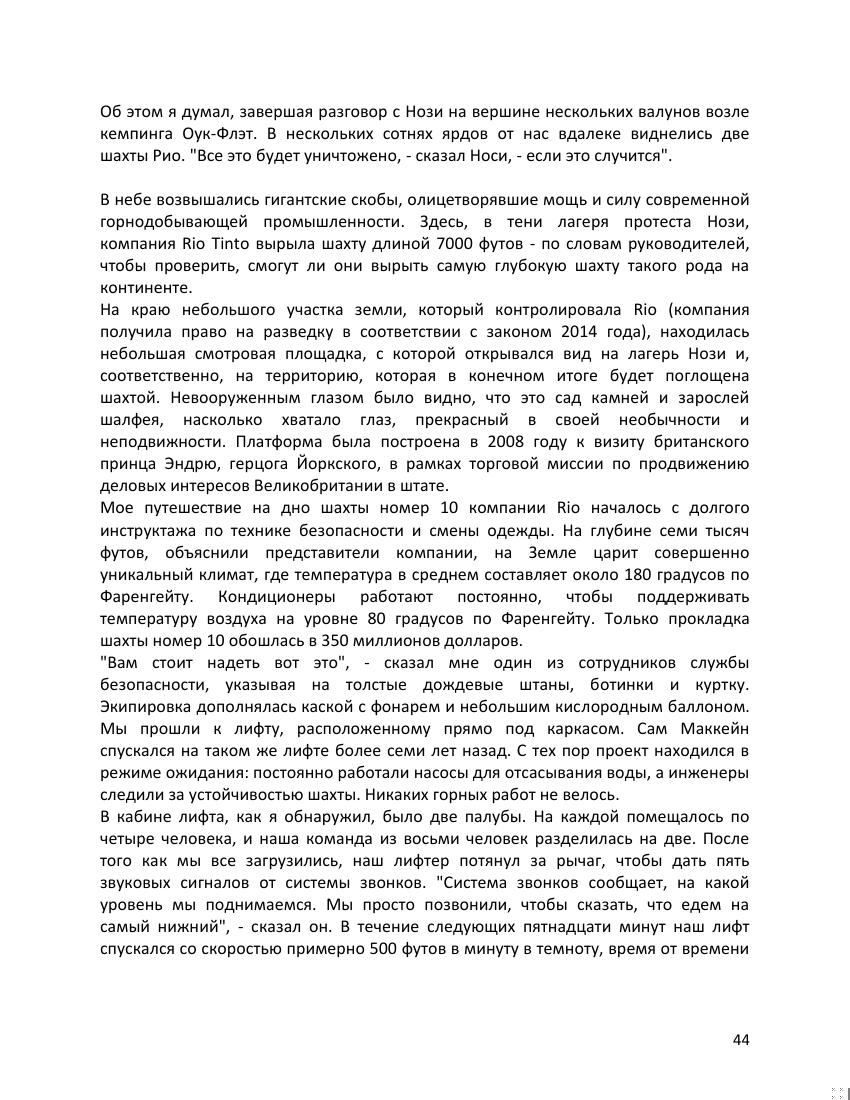 Об этом я думал, завершая разговор с Нози на вершине нескольких валунов возле
кемпинга Оук-Флэт. В нескольких сотнях ярдов от нас вдалеке виднелись две
шахты Рио. "Все это будет уничтожено, - сказал Носи, - если это случится".
В небе возвышались гигантские скобы, олицетворявшие мощь и силу современной
горнодобывающей промышленности. Здесь, в тени лагеря протеста Нози,
компания Rio Tinto вырыла шахту длиной 7000 футов - по словам руководителей,
чтобы проверить, смогут ли они вырыть самую глубокую шахту такого рода на
континенте.
На краю небольшого участка земли, который контролировала Rio (компания
получила право на разведку в соответствии с законом 2014 года), находилась
небольшая смотровая площадка, с которой открывался вид на лагерь Нози и,
соответственно, на территорию, которая в конечном итоге будет поглощена
шахтой. Невооруженным глазом было видно, что это сад камней и зарослей
шалфея, насколько хватало глаз, прекрасный в своей необычности и
неподвижности. Платформа была построена в 2008 году к визиту британского
принца Эндрю, герцога Йоркского, в рамках торговой миссии по продвижению
деловых интересов Великобритании в штате.
Мое путешествие на дно шахты номер 10 компании Rio началось с долгого
инструктажа по технике безопасности и смены одежды. На глубине семи тысяч
футов, объяснили представители компании, на Земле царит совершенно
уникальный климат, где температура в среднем составляет около 180 градусов по
Фаренгейту. Кондиционеры работают постоянно, чтобы поддерживать
температуру воздуха на уровне 80 градусов по Фаренгейту. Только прокладка
шахты номер 10 обошлась в 350 миллионов долларов.
"Вам стоит надеть вот это", - сказал мне один из сотрудников службы
безопасности, указывая на толстые дождевые штаны, ботинки и куртку.
Экипировка дополнялась каской с фонарем и небольшим кислородным баллоном.
Мы прошли к лифту, расположенному прямо под каркасом. Сам Маккейн
спускался на таком же лифте более семи лет назад. С тех пор проект находился в
режиме ожидания: постоянно работали насосы для отсасывания воды, а инженеры
следили за устойчивостью шахты. Никаких горных работ не велось.
В кабине лифта, как я обнаружил, было две палубы. На каждой помещалось по
четыре человека, и наша команда из восьми человек разделилась на две. После
того как мы все загрузились, наш лифтер потянул за рычаг, чтобы дать пять
звуковых сигналов от системы звонков. "Система звонков сообщает, на какой
уровень мы поднимаемся. Мы просто позвонили, чтобы сказать, что едем на
самый нижний", - сказал он. В течение следующих пятнадцати минут наш лифт
спускался со скоростью примерно 500 футов в минуту в темноту, время от времени
44